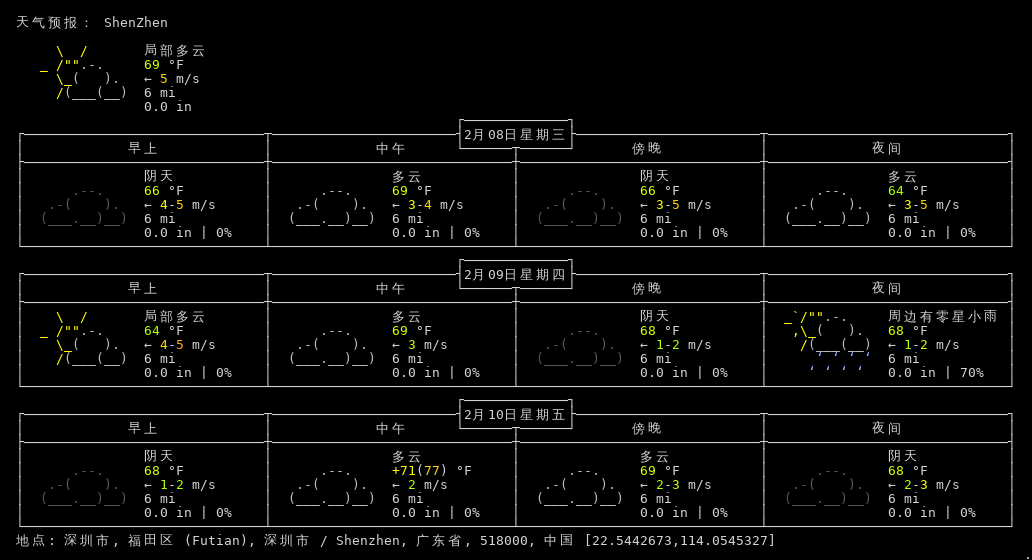 天气预报： ShenZhen
局部多云
69 °F
← 5 m/s
6 mi
0.0 in
2月08日星期三
早上 中午 傍晚 夜间
阴天 多云 阴天 多云
66 °F 69 °F 66 °F 64 °F
← 4-5 m/s ← 3-4 m/s ← 3-5 m/s ← 3-5 m/s
6 mi 6 mi 6 mi 6 mi
0.0 in | 0% 0.0 in | 0% 0.0 in | 0% 0.0 in | 0%
2月09日星期四
早上 中午 傍晚 夜间
局部多云 多云 阴天 周边有零星小雨
64 °F 69 °F 68 °F 68 °F
← 4-5 m/s ← 3 m/s ← 1-2 m/s ← 1-2 m/s
6 mi 6 mi 6 mi 6 mi
0.0 in | 0% 0.0 in | 0% 0.0 in | 0% 0.0 in | 70%
2月10日星期五
早上 中午 傍晚 夜间
阴天 多云 多云 阴天
68 °F +71(77) °F 69 °F 68 °F
← 1-2 m/s ← 2 m/s ← 2-3 m/s ← 2-3 m/s
6 mi 6 mi 6 mi 6 mi
0.0 in | 0% 0.0 in | 0% 0.0 in | 0% 0.0 in | 0%
地点: 深圳市, 福田区 (Futian), 深圳市 / Shenzhen, 广东省, 518000, 中国 [22.5442673,114.0545327]